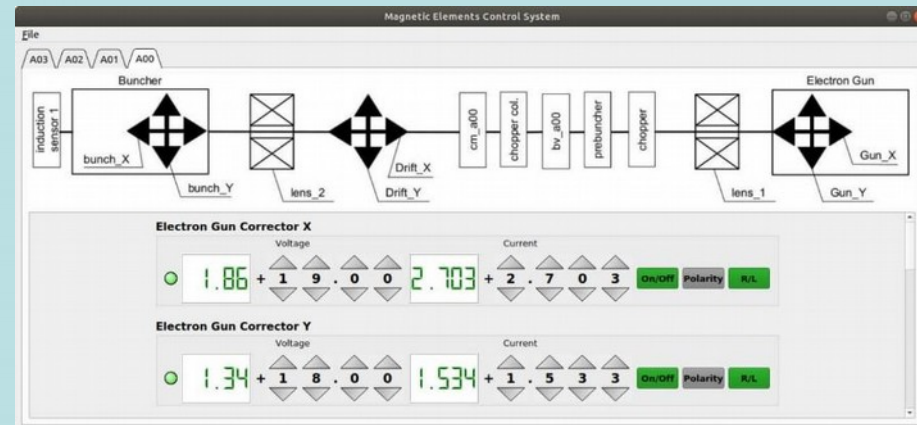 Magnetic Elements Control System
File
A03 A02 A01 A00
Buncher
Electron Gun
induction sensor 1
bunch_X
bunch_Y
lens_2
Drift_X
Drift_Y
cm_a00
chopper col.
bv_a00
prebuncher
chopper
lens_1
Gun_X
Gun_Y
Electron Gun Corrector X
Voltage Current
1.86 + 1 9 . 0 0 2.703 + 2 . 7 0 3 On/Off Polarity R/L
Electron Gun Corrector Y
Voltage Current
1.34 + 1 8 . 0 0 1.534 + 1 . 5 3 3 On/Off Polarity R/L